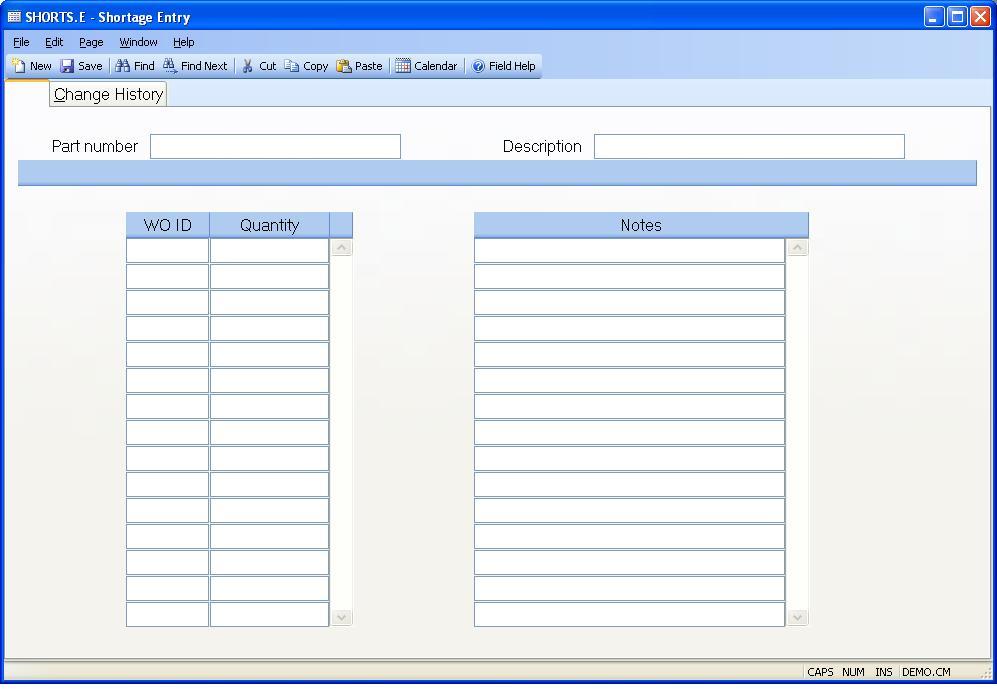 SHORTS.E - Shortage Entry
File Edit Page Window Help
New Save Find Find Next Cut Copy Paste Calendar Field Help
Change History
Part number Description
WO ID Quantity Notes
CAPS NUM INS DEMO.CM